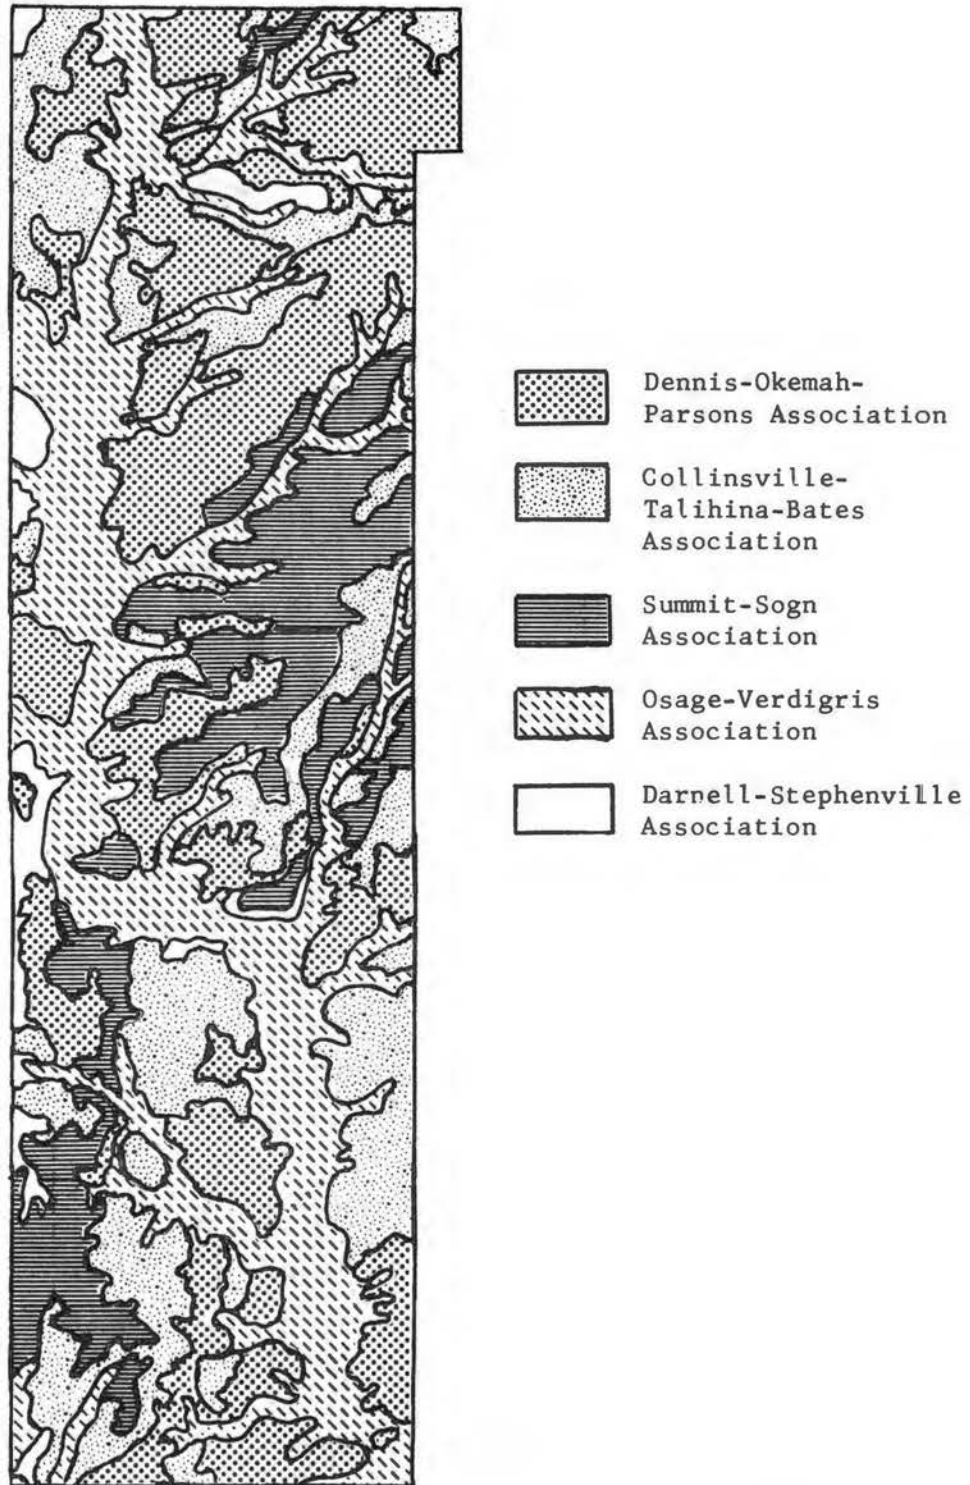 Dennis-Okemah-
Parsons Association
Collinsville-
Talihina-Bates
Association
Summit-Sogn
Association
Osage-Verdigris
Association
Darnell-Stephenville
Association